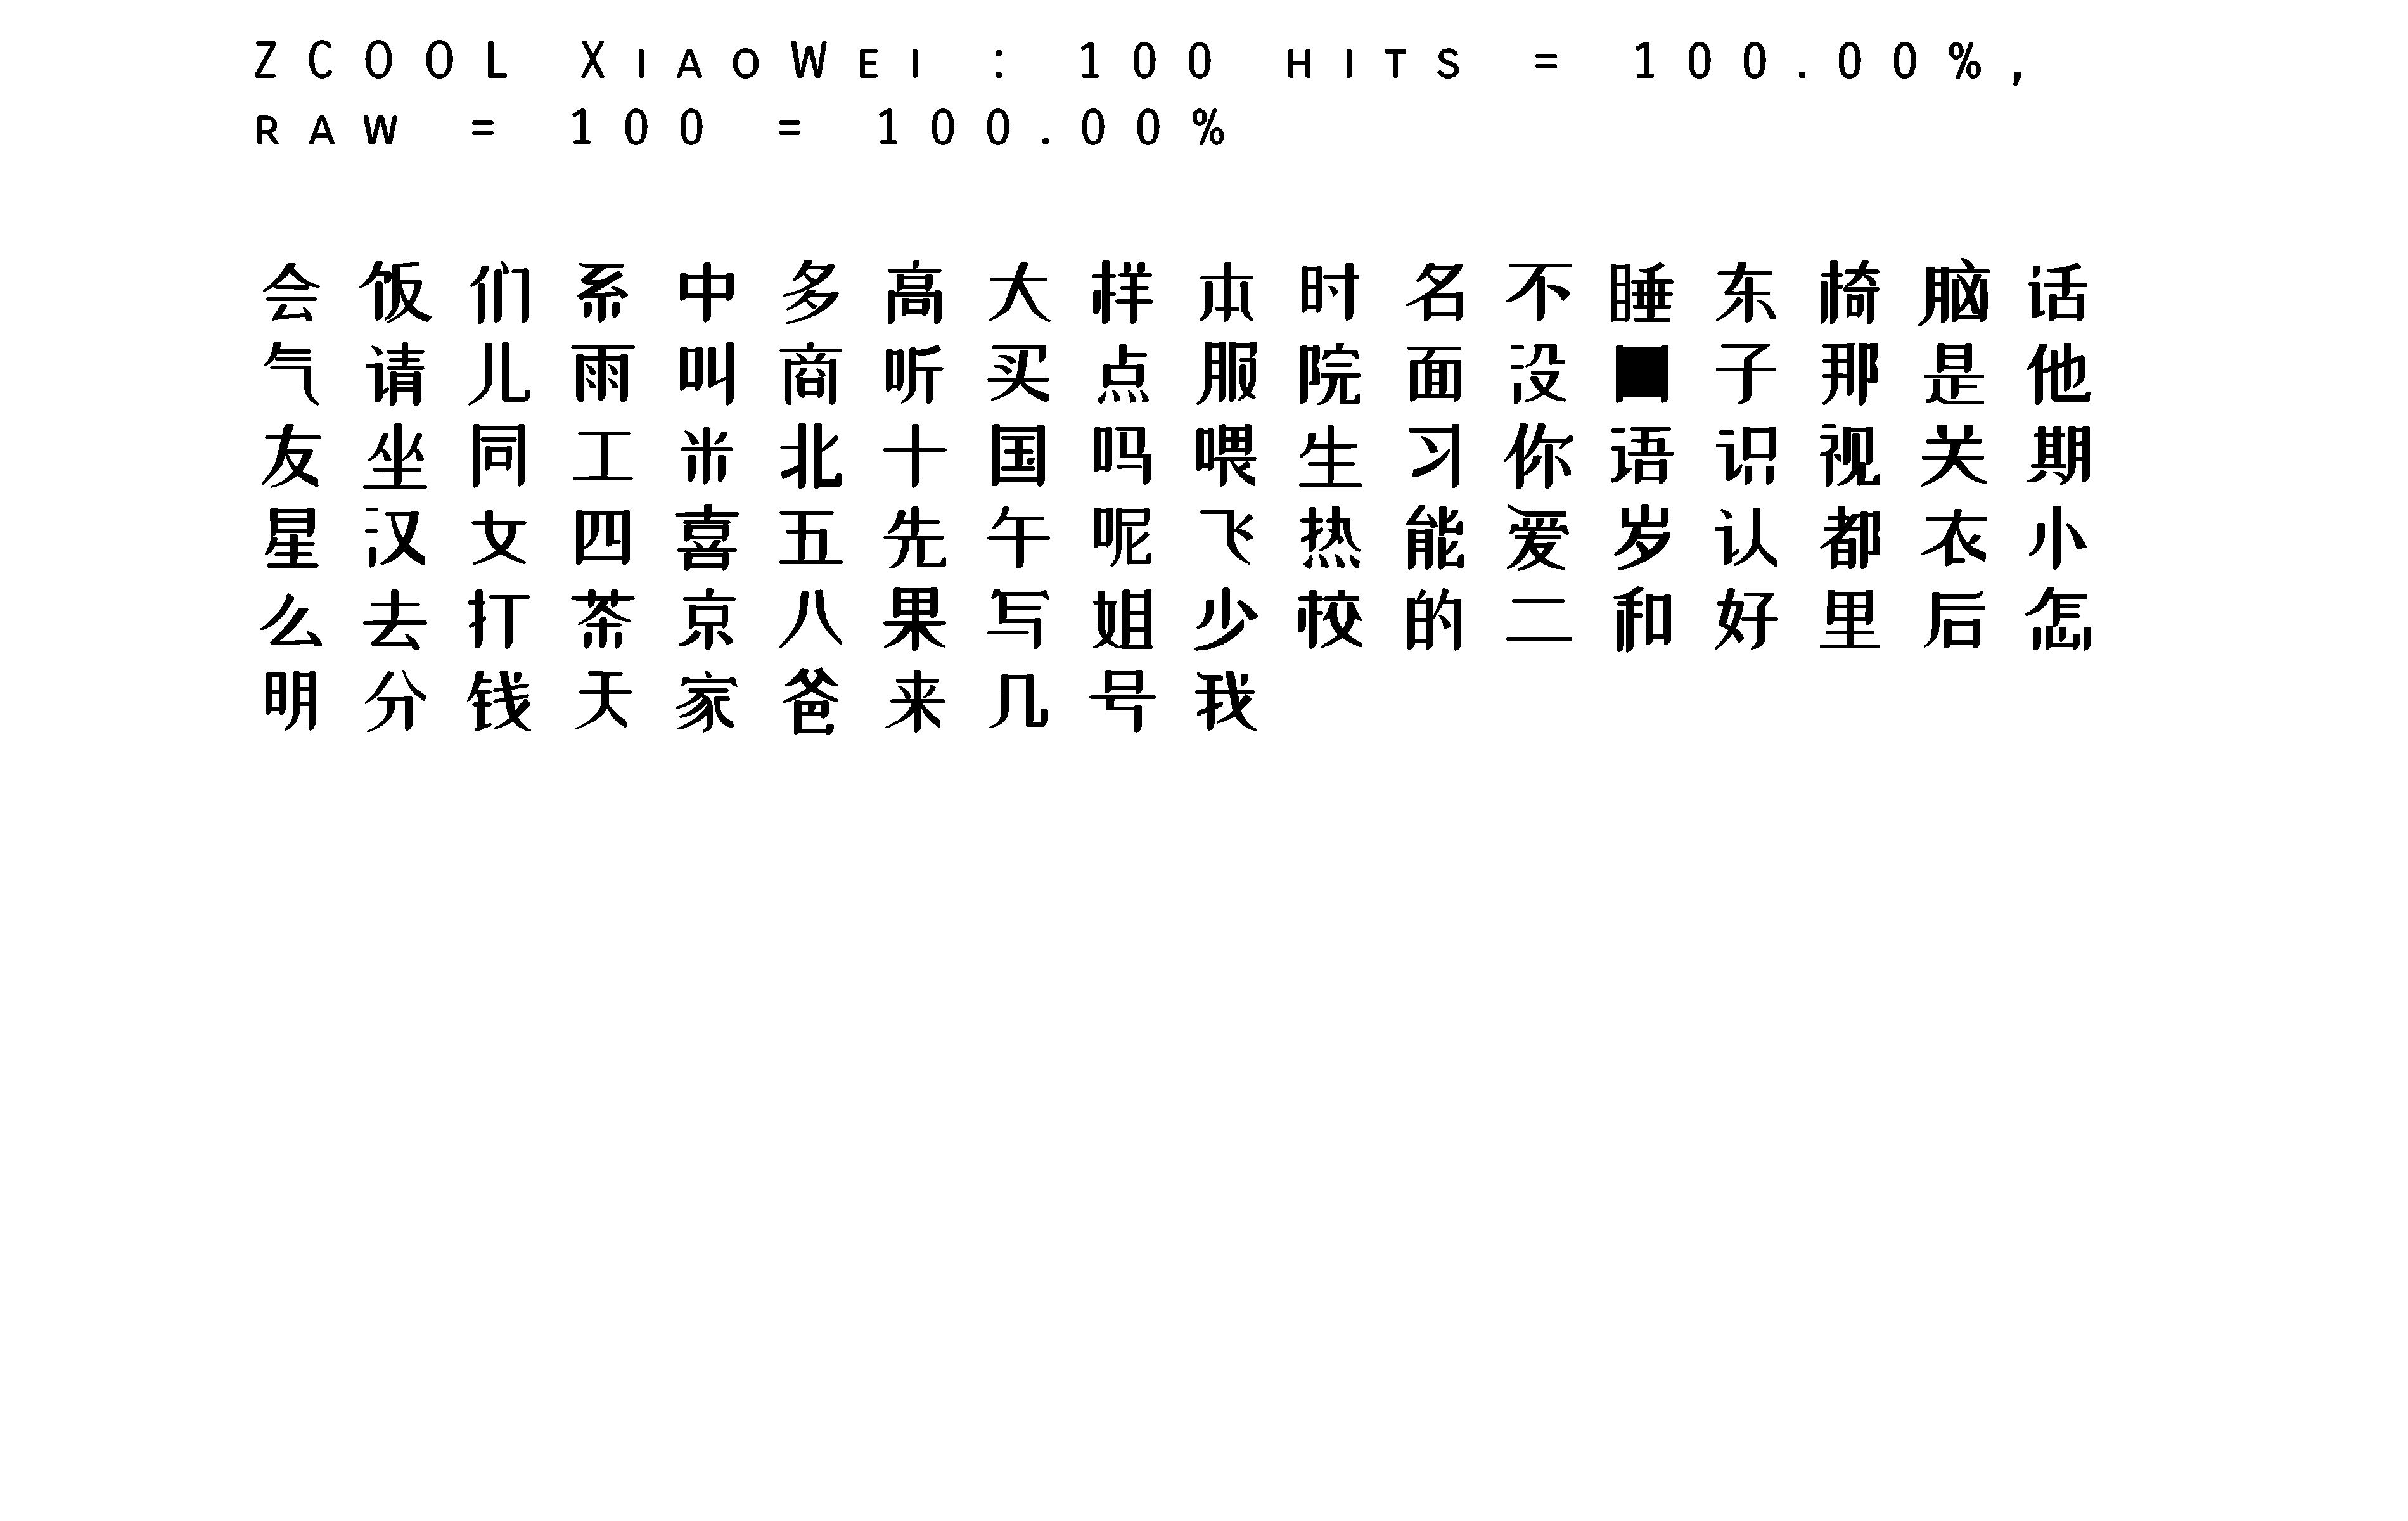 ZCOOL XiaoWei : 100 hits = 100.00%,
raw = 100 = 100.00%
会饭们系中多高大样本时名不睡东椅脑话
气请儿雨叫商听买点服院面没■子那是他
友坐同工米北十国吗喂生习你语识视关期
星汉女四喜五先午呢飞热能爱岁认都衣小
么去打茶京八果写姐少校的二和好里后怎
明分钱天家爸来几号我